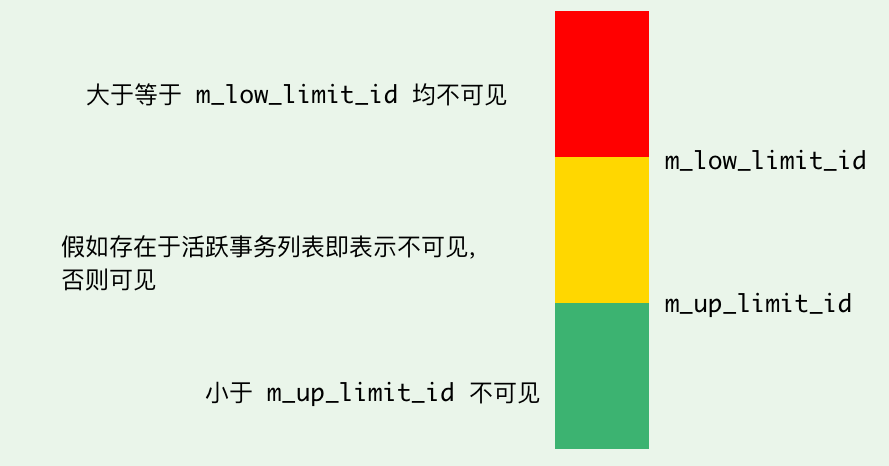 大于等于 m_low_limit_id 均不可见
m_low_limit_id
假如存在于活跃事务列表即表示不可见,
否则可见
m_up_limit_id
小于 m_up_limit_id 不可见